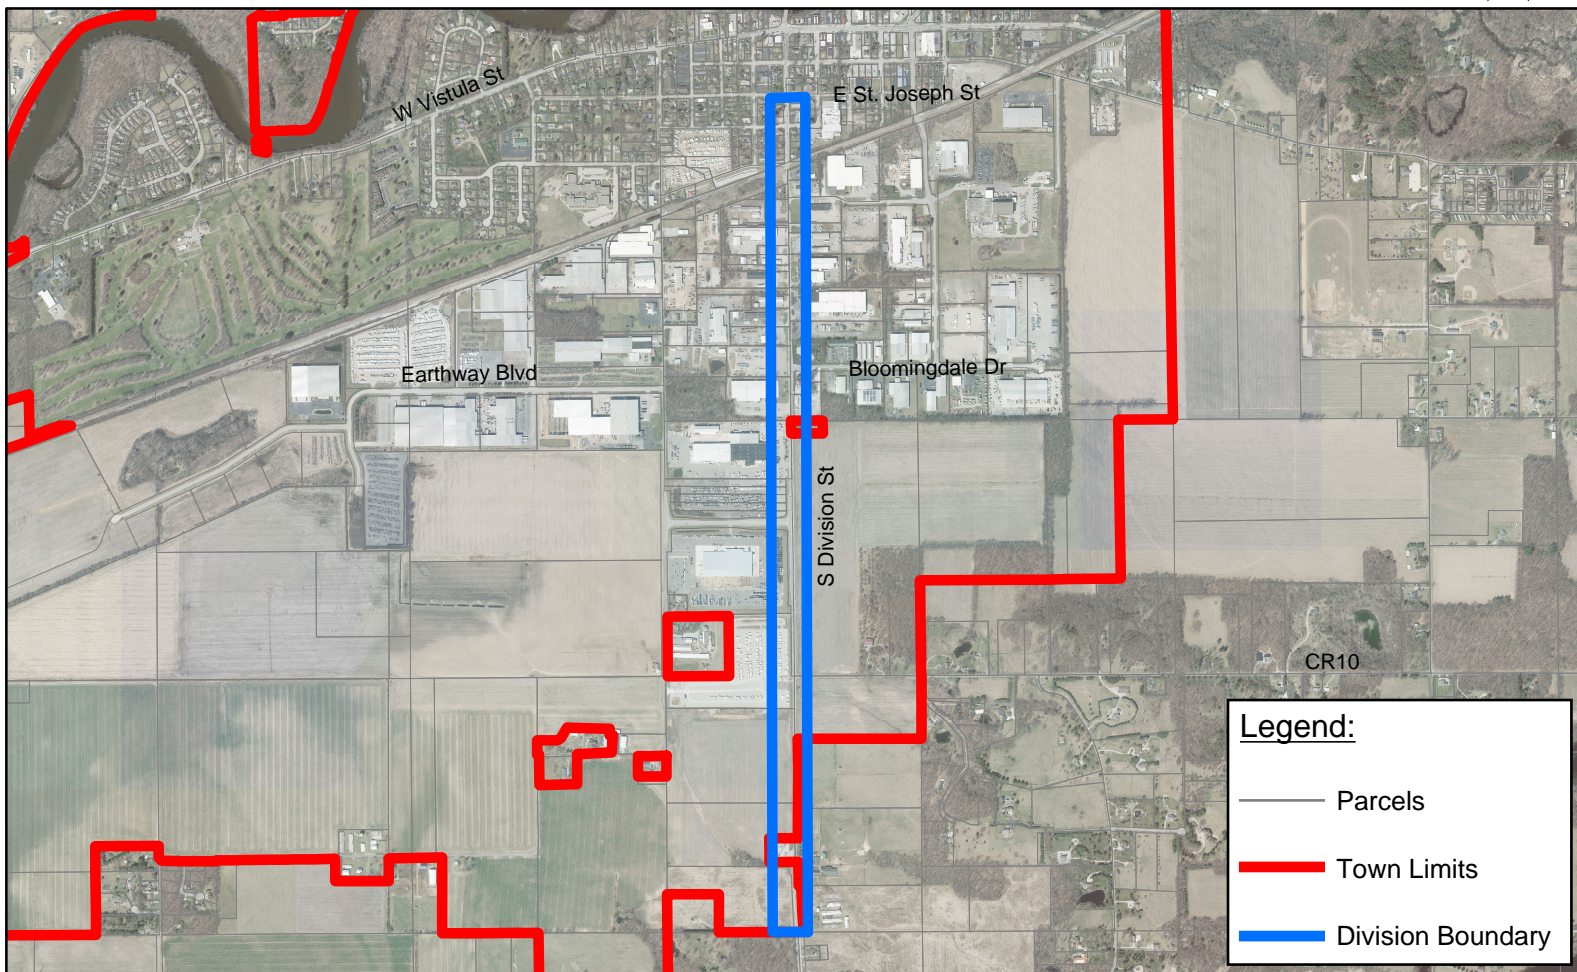 W Vistula St
E St. Joseph St
Earthway Blvd
Bloomingdale Dr
S Division St
CR10
Legend:
Parcels
Town Limits
Division Boundary